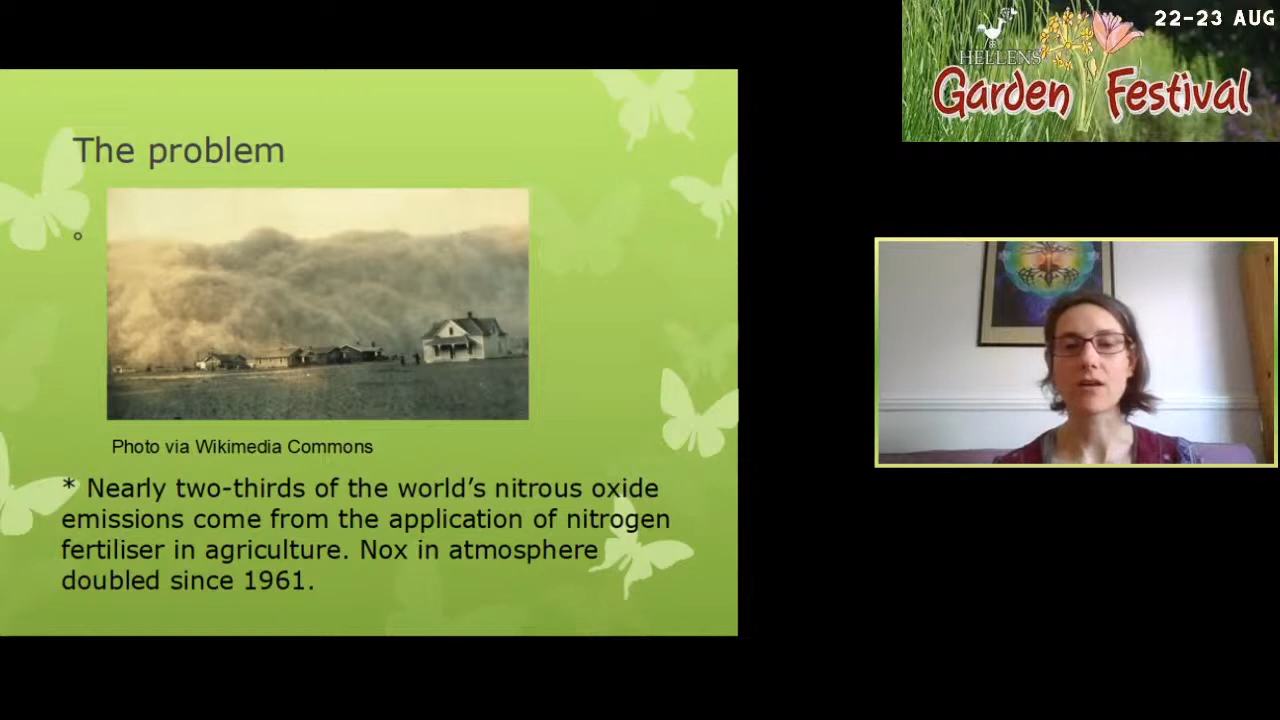 22-23 AUG
HELLENS
Garden Festival
The problem
Photo via Wikimedia Commons
* Nearly two-thirds of the world’s nitrous oxide
emissions come from the application of nitrogen
fertiliser in agriculture. Nox in atmosphere
doubled since 1961.